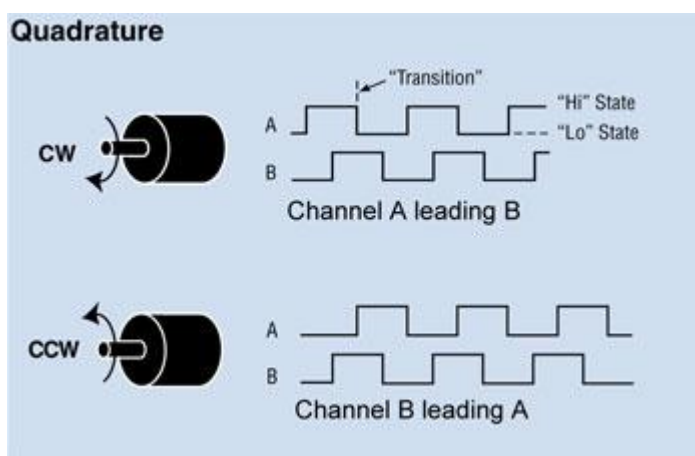 Quadrature
"Transition"
A
"Hi" State
"Lo" State
CW
B
Channel A leading B
A
CCW
B
Channel B leading A